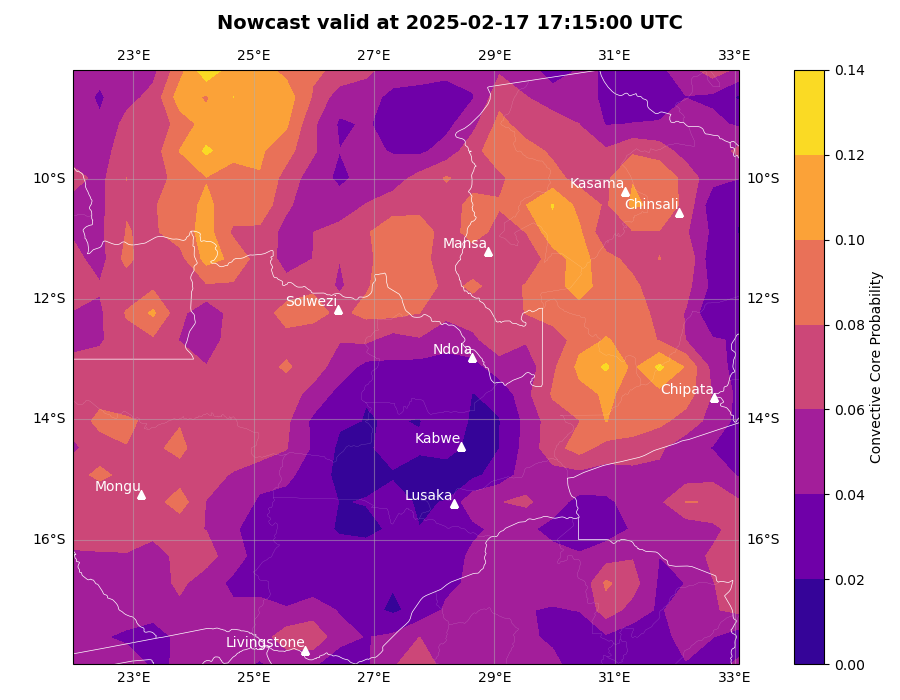 Nowcast valid at 2025-02-17 17:15:00 UTC
23°E 25°E 27°E 29°E 31°E 33°E
0.14
0.12
10°S Kasama 10°S
Chinsali
0.10
Mansa
12°S Solwezi 12°S
0.08
Ndola
Chipata
0.06
14°S 14°S
Kabwe
Mongu Lusaka
0.04
16°S 16°S
0.02
Livingstone
0.00
23°E 25°E 27°E 29°E 31°E 33°E
Convective Core Probability